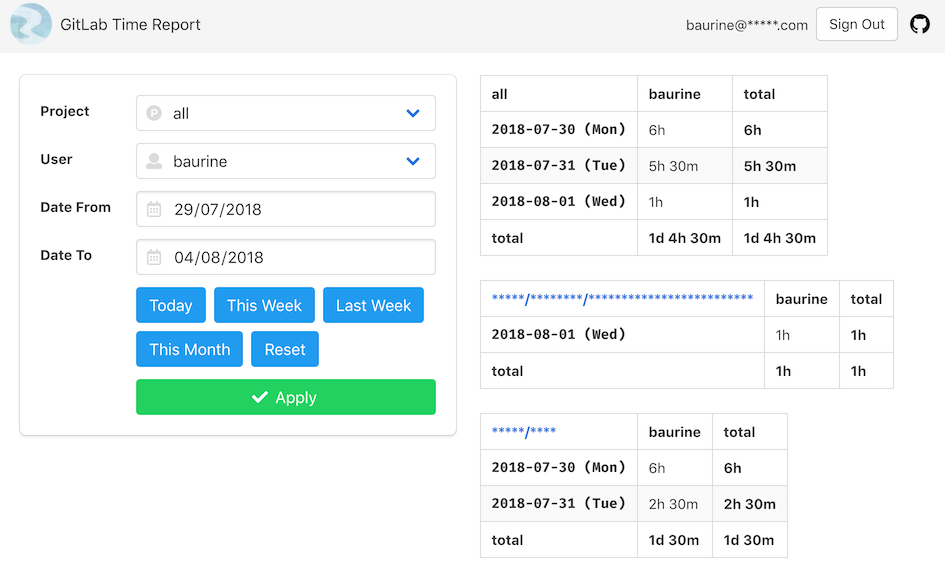 GitLab Time Report
baurine@*****.com
Sign Out
Project
all
User
baurine
Date From
29/07/2018
Date To
04/08/2018
Today This Week Last Week
This Month Reset
Apply
all baurine total
2018-07-30 (Mon) 6h 6h
2018-07-31 (Tue) 5h 30m 5h 30m
2018-08-01 (Wed) 1h 1h
total 1d 4h 30m 1d 4h 30m
*****/********/************************* baurine total
2018-08-01 (Wed) 1h 1h
total 1h 1h
*****/**** baurine total
2018-07-30 (Mon) 6h 6h
2018-07-31 (Tue) 2h 30m 2h 30m
total 1d 30m 1d 30m